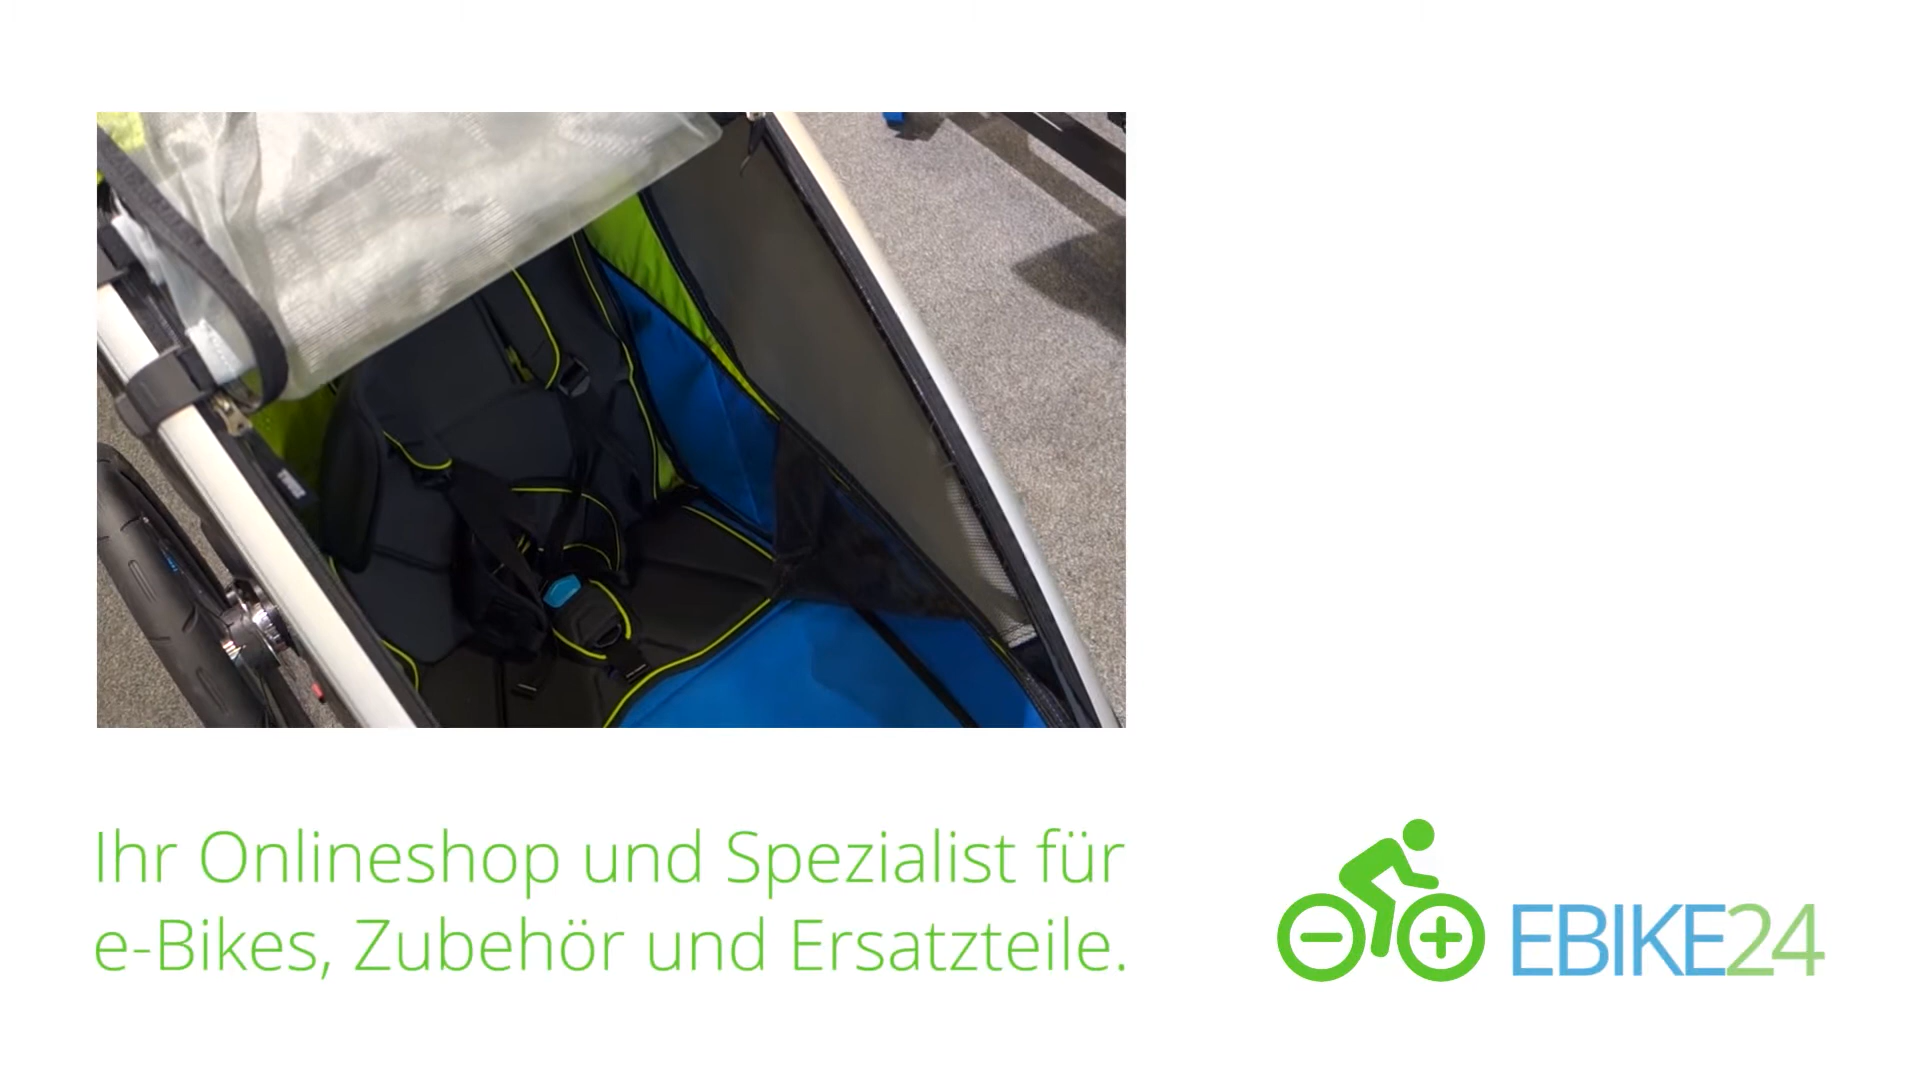 Ihr Onlineshop und Spezialist für
e-Bikes, Zubehör und Ersatzteile.
EBIKE24